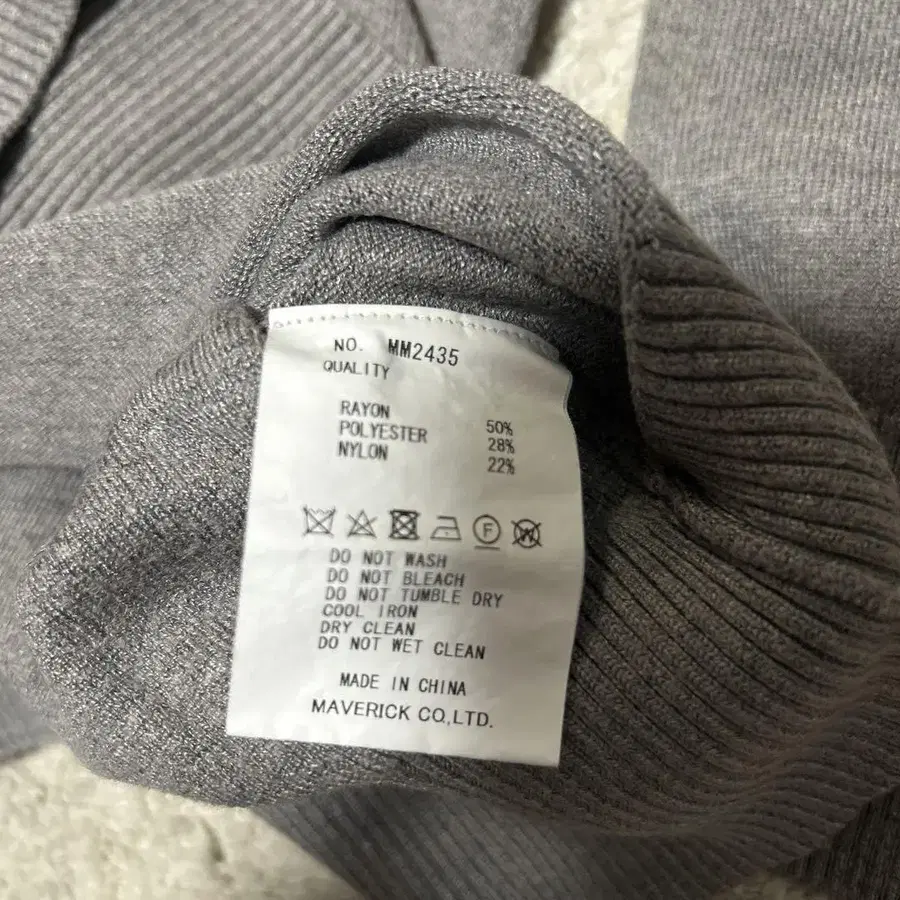 NO. MM2435
QUALITY
RAYON 50%
POLYESTER 28%
NYLON 22%
F W
DO NOT WASH
DO NOT BLEACH
DO NOT TUMBLE DRY
COOL IRON
DRY CLEAN
DO NOT WET CLEAN
MADE IN CHINA
MAVERICK CO,LTD.